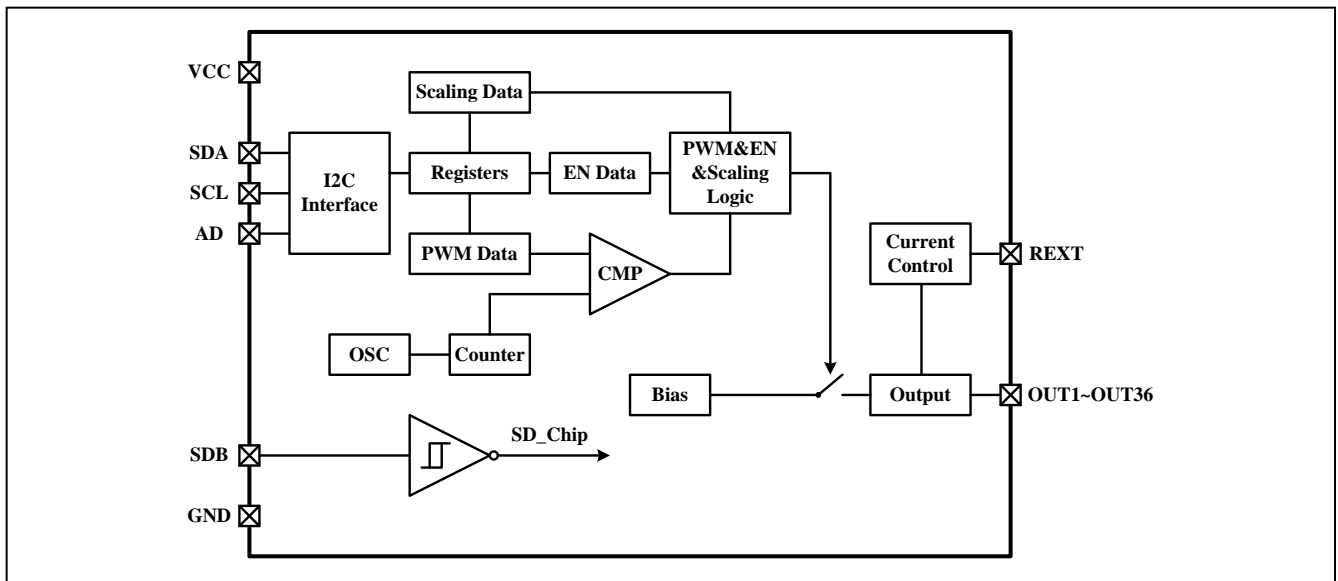 VCC
Scaling Data
SDA
SCL
AD
I2C
Interface
Registers
EN Data
PWM&EN
&Scaling
Logic
PWM Data
CMP
Current
Control
REXT
OSC
Counter
Bias
Output
OUT1~OUT36
SDB
SD_Chip
GND